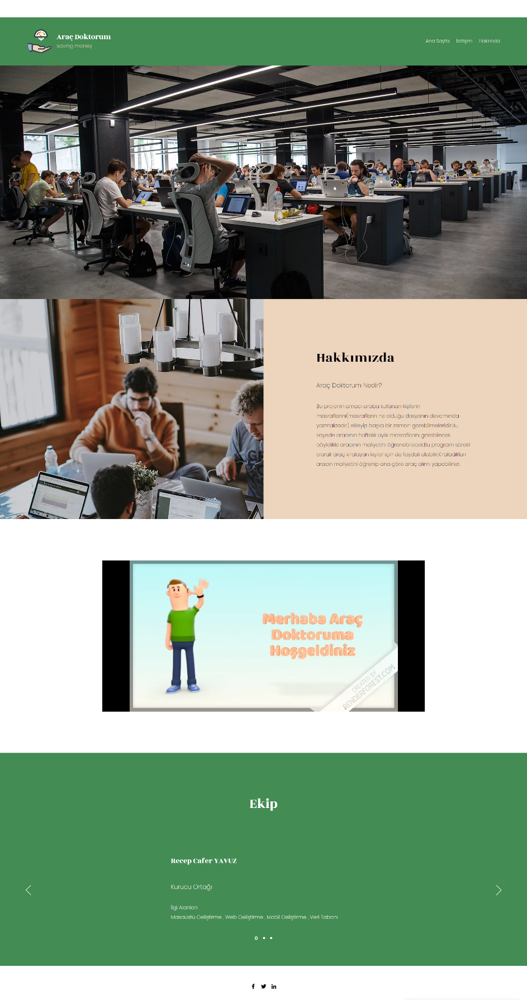 Araç Doktorum
saving money
Ana Sayfa İletişim Hakkında
Hakkımızda
Araç Doktorum Nedir?
Bu projenin amacı araba kullanan kişilerin
masraflarını(masrafların ne olduğu dosyanın devamında
yazmaktadır) ekleyip başka bir zaman görebilmeleridir.Bu
sayede aracının haftalık aylık masraflarını görebilecek
böylelikle aracının maliyetini öğrenebilecek.Bu program sürekli
olarak araç kiralayan kişiler için de faydalı olubilir.Kiraladıkları
aracın maliyetini öğrenip ona göre araç alımı yapabilirler.
Merhaba Araç
Doktoruma
Hoşgeldiniz
CREATED BY
RENDERFOREST.COM
Ekip
Recep Cafer YAVUZ
Kurucu Ortağı
İlgi Alanları
Masaüstü Geliştirme , Web Geliştirme , Mobil Geliştirme , Veri Tabanı